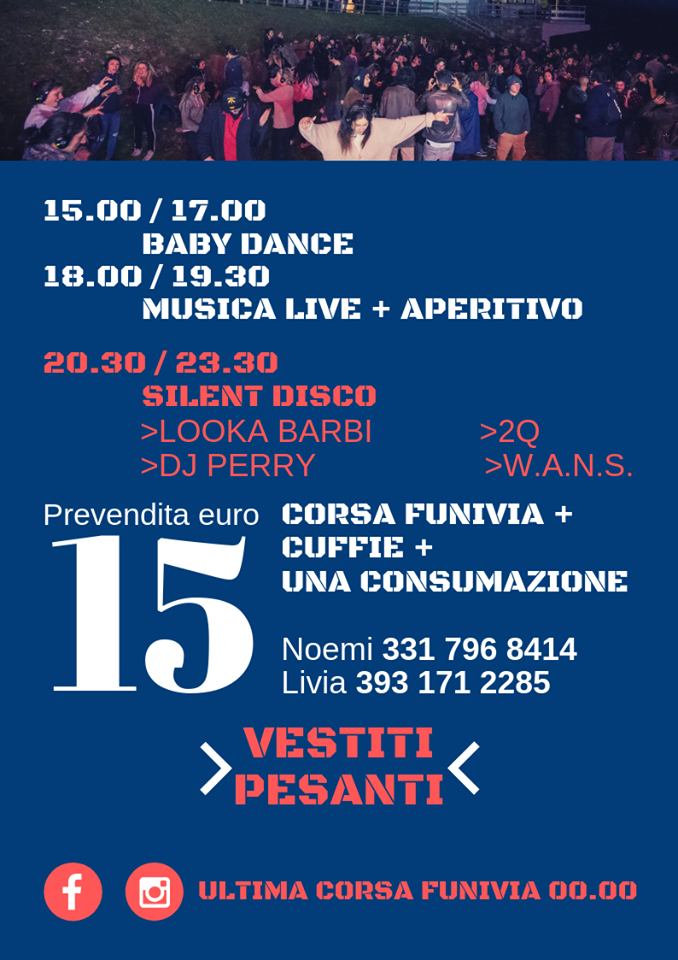 15.00 / 17.00
BABY DANCE
18.00 / 19.30
MUSICA LIVE + APERITIVO
20.30 / 23.30
SILENT DISCO
>LOOKA BARBI >2Q
>DJ PERRY >W.A.N.S.
Prevendita euro
15
CORSA FUNIVIA +
CUFFIE +
UNA CONSUMAZIONE
Noemi 331 796 8414
Livia 393 171 2285
> VESTITI <
PESANTI
ULTIMA CORSA FUNIVIA 00.00